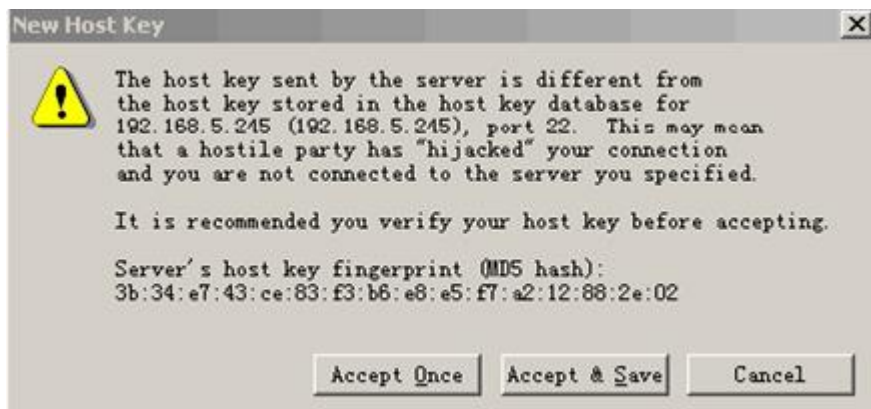 New Host Key
The host key sent by the server is different from
the host key stored in the host key database for
192.168.5.245 (192.168.5.245), port 22. This may mean
that a hostile party has "hijacked" your connection
and you are not connected to the server you specified.
It is recommended you verify your host key before accepting.
Server's host key fingerprint (MD5 hash):
3b:34:e7:43:ce:83:f3:b6:e8:e5:f7:a2:12:88:2e:02
Accept Once Accept & Save Cancel